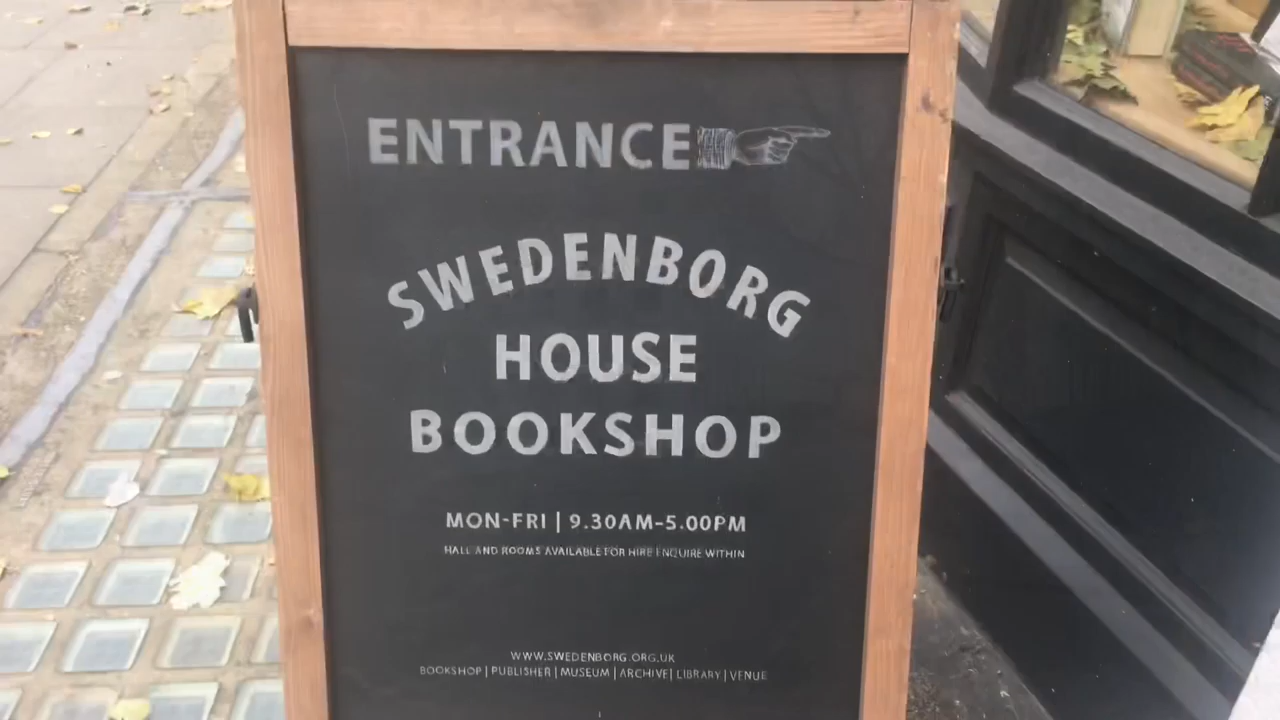 ENTRANCE
SWEDENBORG
HOUSE
BOOKSHOP
MON-FRI | 9.30AM-5.00PM
HALL AND ROOMS AVAILABLE FOR HIRE ENQUIRE WITHIN
WWW.SWEDENBORG.ORG.UK
BOOKSHOP | PUBLISHER | MUSEUM | ARCHIVE | LIBRARY | VENUE